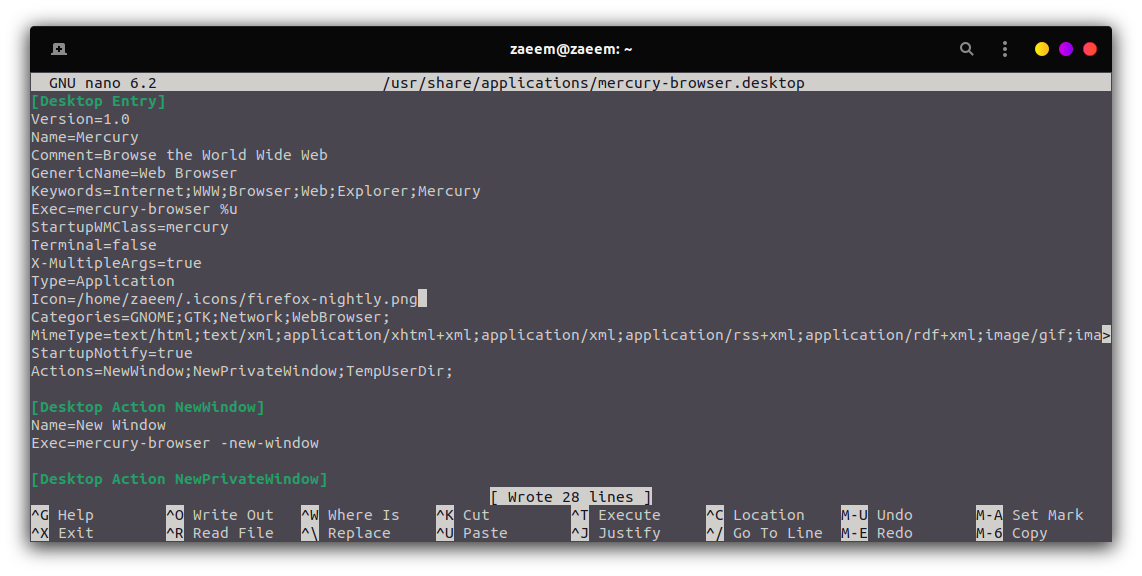 zaeem@zaeem: ~
GNU nano 6.2 /usr/share/applications/mercury-browser.desktop
[Desktop Entry]
Version=1.0
Name=Mercury
Comment=Browse the World Wide Web
GenericName=Web Browser
Keywords=Internet;WWW;Browser;Web;Explorer;Mercury
Exec=mercury-browser %u
StartupWMClass=mercury
Terminal=false
X-MultipleArgs=true
Type=Application
Icon=/home/zaeem/.icons/firefox-nightly.png
Categories=GNOME;GTK;Network;WebBrowser;
MimeType=text/html;text/xml;application/xhtml+xml;application/xml;application/rss+xml;application/rdf+xml;image/gif;ima>
StartupNotify=true
Actions=NewWindow;NewPrivateWindow;TempUserDir;
[Desktop Action NewWindow]
Name=New Window
Exec=mercury-browser -new-window
[Desktop Action NewPrivateWindow]
[ Wrote 28 lines ]
^G Help ^O Write Out ^W Where Is ^K Cut ^T Execute ^C Location M-U Undo M-A Set Mark
^X Exit ^R Read File ^\ Replace ^U Paste ^J Justify ^/ Go To Line M-E Redo M-6 Copy